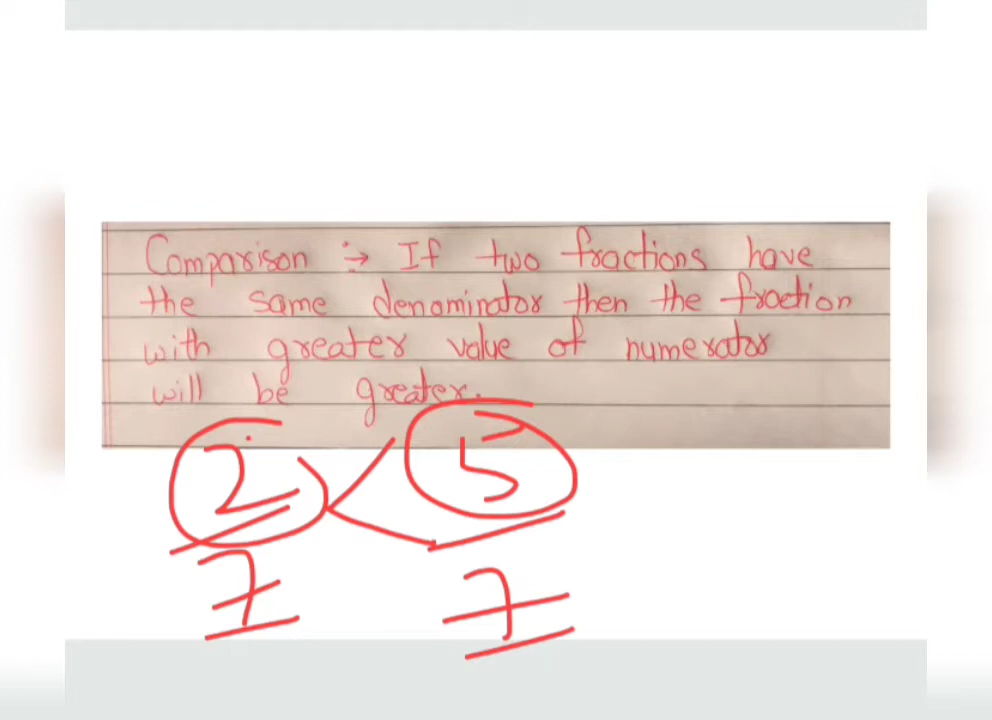 Comparison :→ If two fractions have
the same denominator then the fraction
with greater value of numerator
will be greater.
2 < 5
7 7